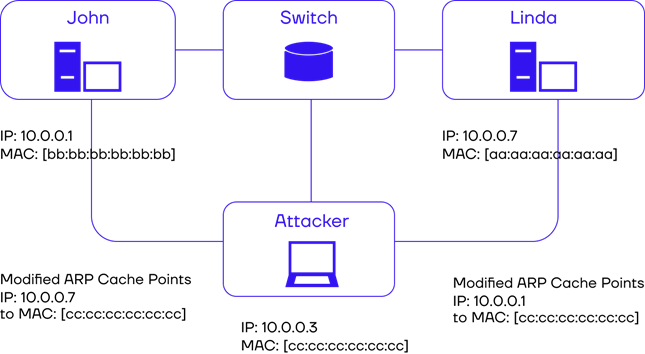 John
Switch
Linda
IP: 10.0.0.1
MAC: [bb:bb:bb:bb:bb:bb]
IP: 10.0.0.7
MAC: [aa:aa:aa:aa:aa:aa]
Attacker
Modified ARP Cache Points
IP: 10.0.0.7
to MAC: [cc:cc:cc:cc:cc:cc]
IP: 10.0.0.3
MAC: [cc:cc:cc:cc:cc:cc]
Modified ARP Cache Points
IP: 10.0.0.1
to MAC: [cc:cc:cc:cc:cc:cc]